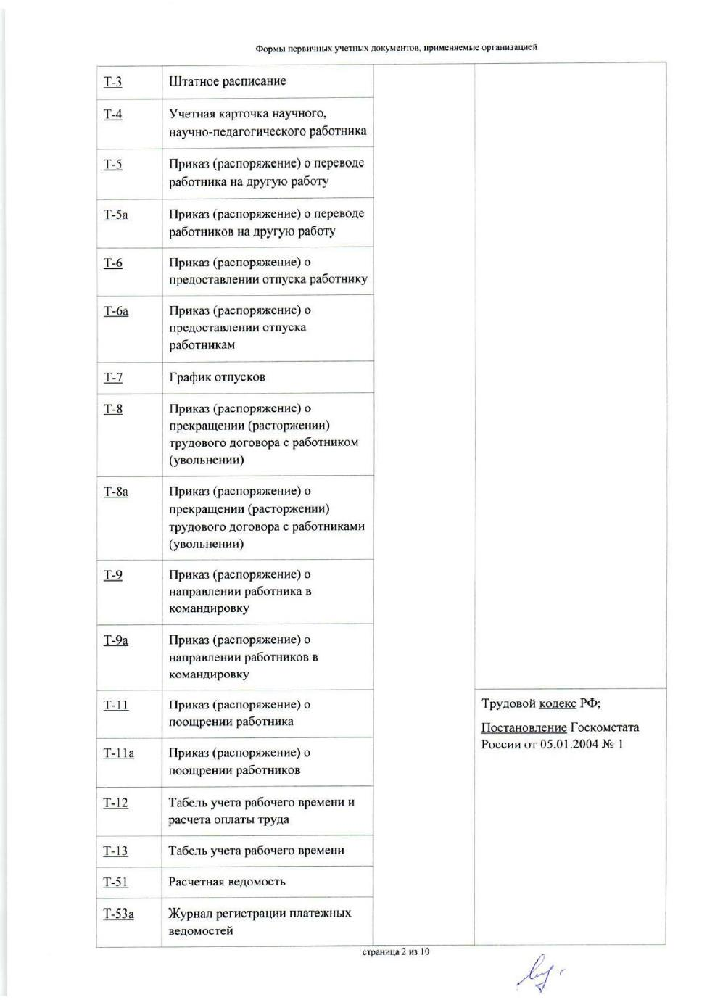 Формы первичных учетных документов, применяемые организацией
Т-3
Штатное расписание
Т-4
Учетная карточка научного,
научно-педагогического работника
Т-5
Приказ (распоряжение) о переводе
работника на другую работу
Т-5а
Приказ (распоряжение) о переводе
работников на другую работу
Т-6
Приказ (распоряжение) о
предоставлении отпуска работнику
Т-6а
Приказ (распоряжение) о
предоставлении отпуска
работникам
Т-7
График отпусков
Т-8
Приказ (распоряжение) о
прекращении (расторжении)
трудового договора с работником
(увольнении)
Т-8а
Приказ (распоряжение) о
прекращении (расторжении)
трудового договора с работниками
(увольнении)
Т-9
Приказ (распоряжение) о
направлении работника в
командировку
Т-9а
Приказ (распоряжение) о
направлении работников в
командировку
Т-11
Приказ (распоряжение) о
поощрении работника
Трудовой кодекс РФ;
Постановление Госкомстата
России от 05.01.2004 № 1
Т-11а
Приказ (распоряжение) о
поощрении работников
Т-12
Табель учета рабочего времени и
расчета оплаты труда
Т-13
Табель учета рабочего времени
Т-51
Расчетная ведомость
Т-53а
Журнал регистрации платежных
ведомостей
страница 2 из 10